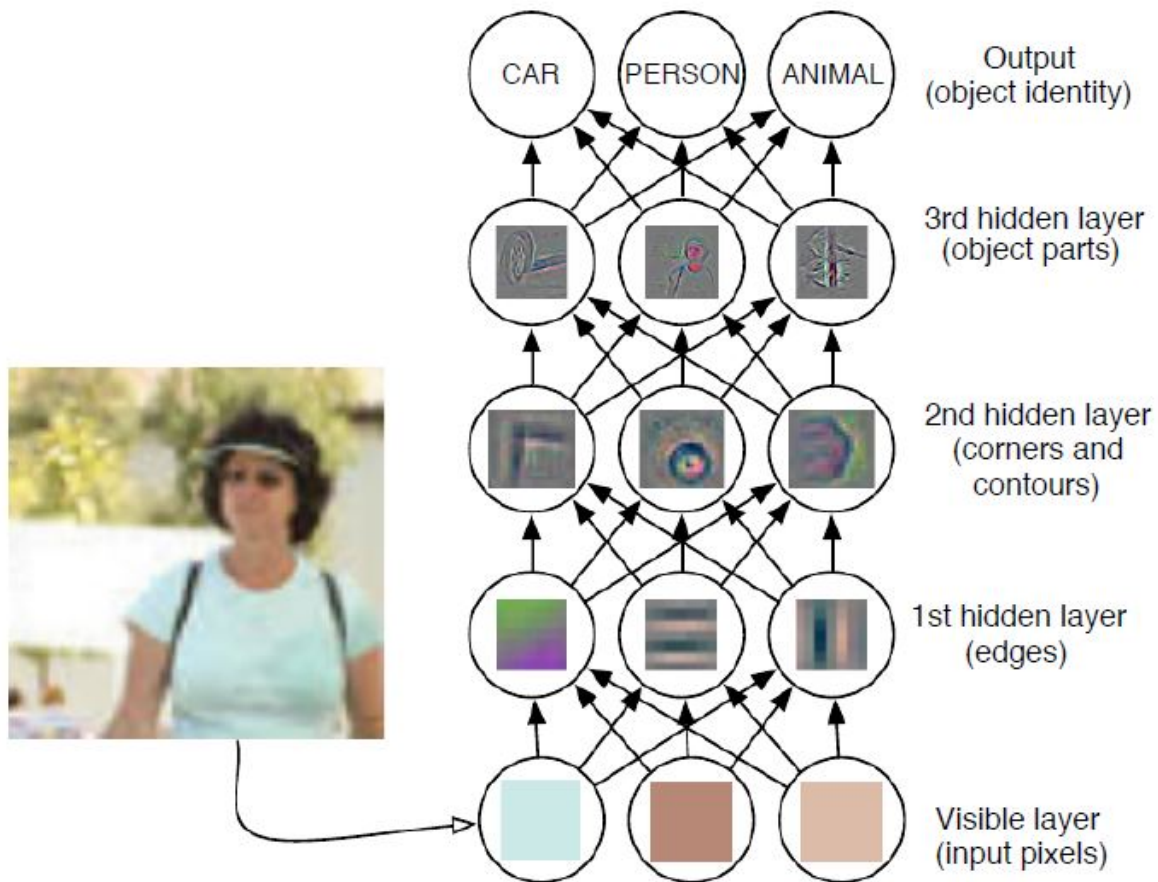 CAR
PERSON
ANIMAL
Output
(object identity)
3rd hidden layer
(object parts)
2nd hidden layer
(corners and
contours)
1st hidden layer
(edges)
Visible layer
(input pixels)